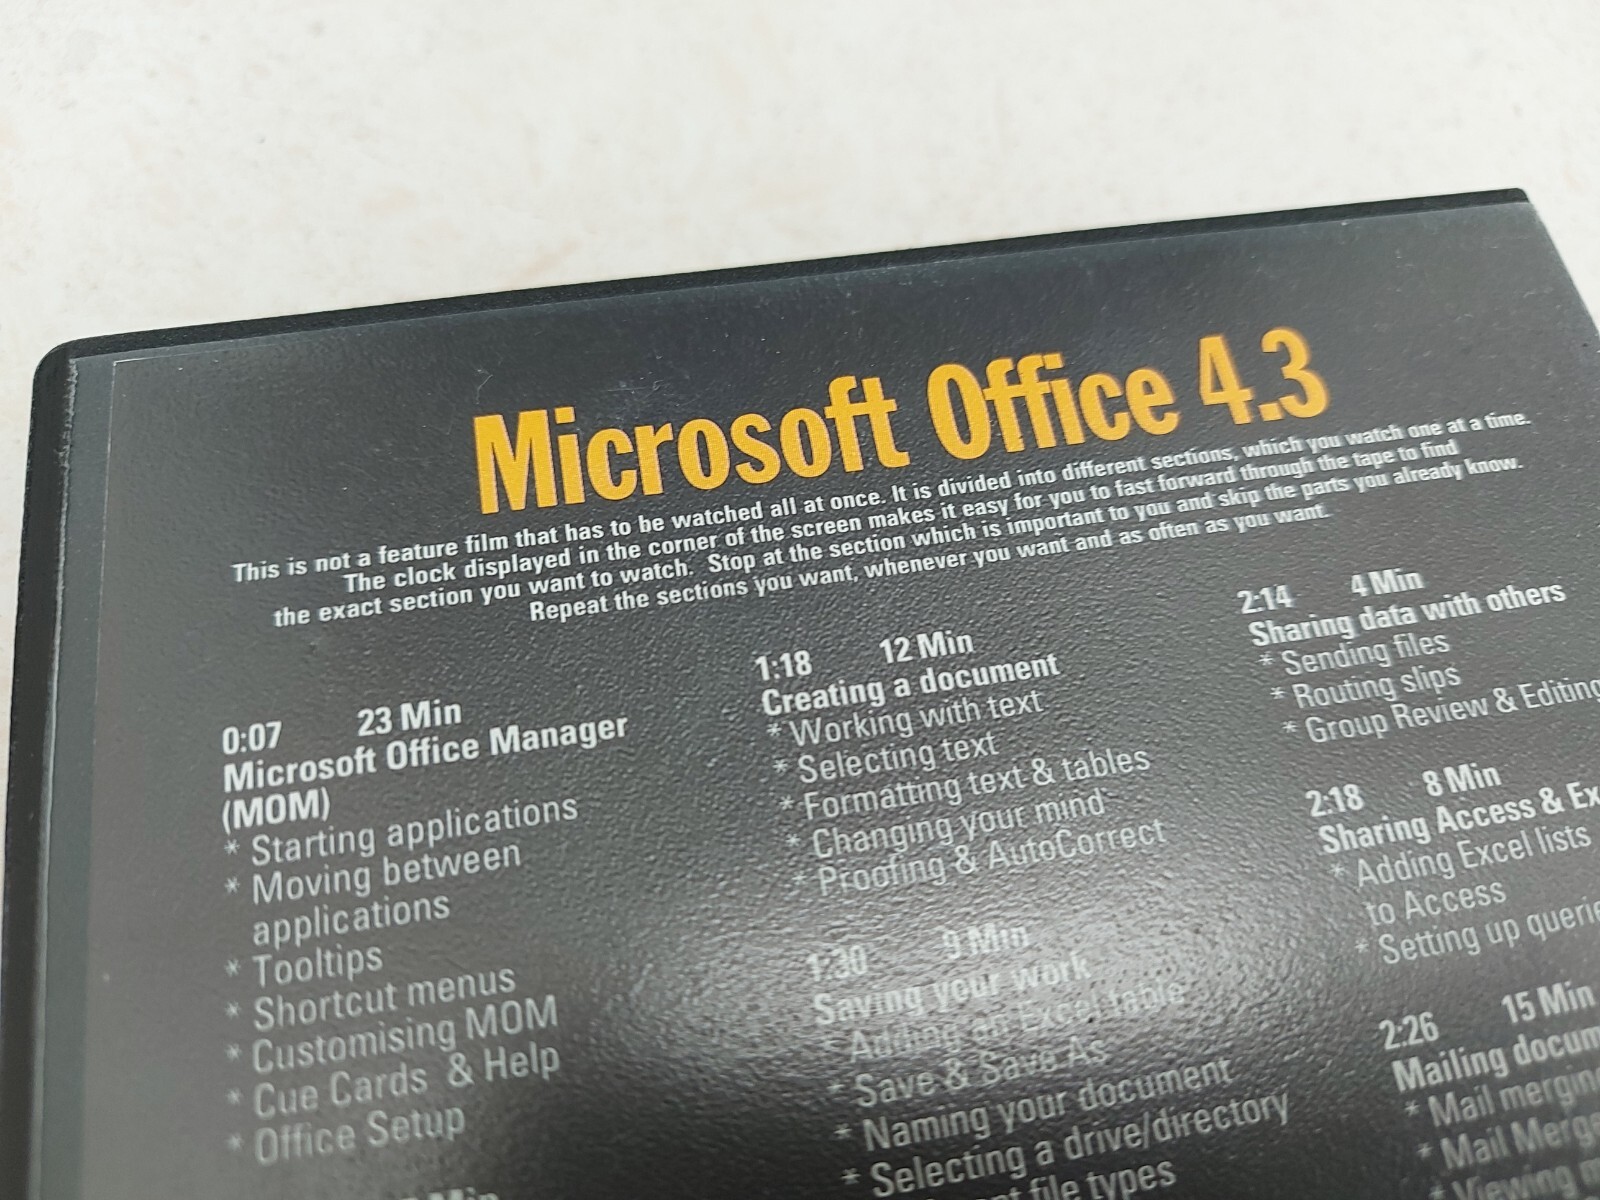 Microsoft Office 4.3
This is not a feature film that has to be watched all at once. It is divided into different sections, which you watch one at a time.
The clock displayed in the corner of the screen makes it easy for you to fast forward through the tape to find
the exact section you want to watch. Stop at the section which is important to you and skip the parts you already know.
Repeat the sections you want, whenever you want and as often as you want.
0:07 23 Min
Microsoft Office Manager
(MOM)
* Starting applications
* Moving between
applications
* Tooltips
* Shortcut menus
* Customising MOM
* Cue Cards & Help
* Office Setup
Min
1:18 12 Min
Creating a document
* Working with text
* Selecting text
* Formatting text & tables
* Changing your mind
* Proofing & AutoCorrect
1:30 9 Min
Saving your work
* Adding an Excel table
* Save & Save As
* Naming your document
* Selecting a drive/directory
file types
2:14 4 Min
Sharing data with others
* Sending files
* Routing slips
* Group Review & Editing
2:18 8 Min
Sharing Access &
* Adding Excel lists
to Access
* Setting up
2:26 15 Min
Mailing
* Mail
* Mail
* Viewing